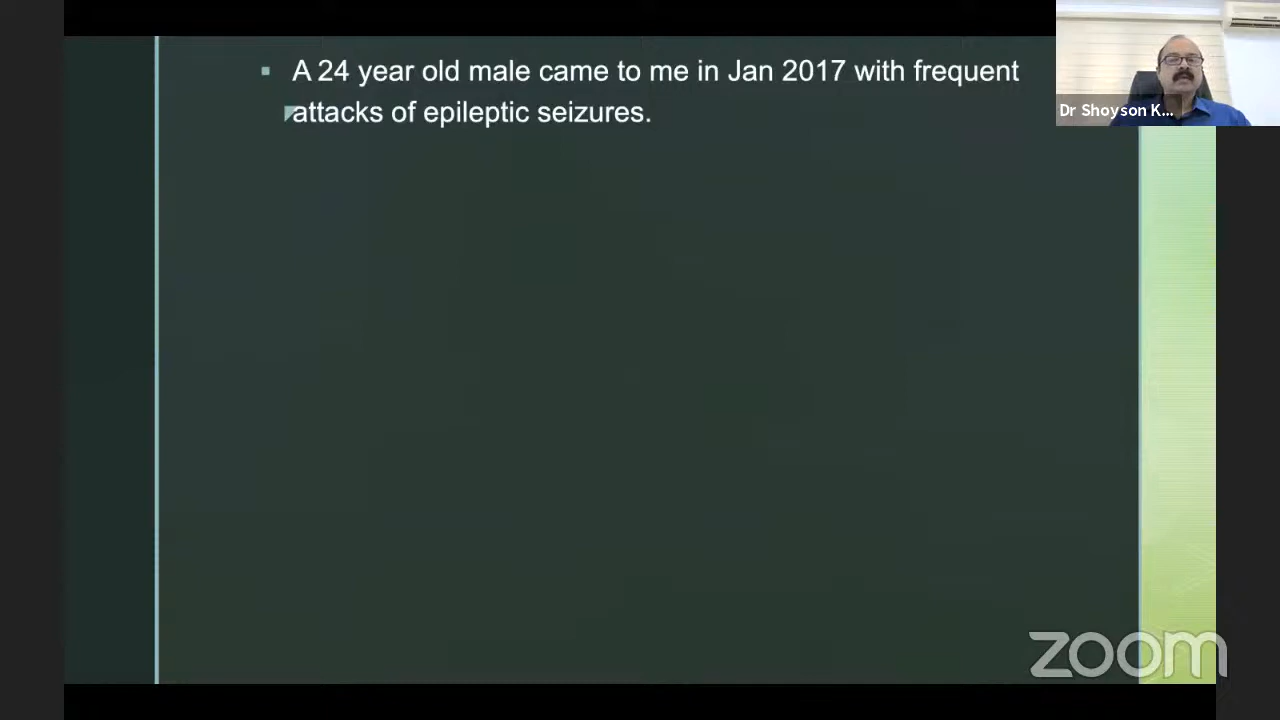 A 24 year old male came to me in Jan 2017 with frequent
attacks of epileptic seizures.
Dr Shoyson K...
zoom